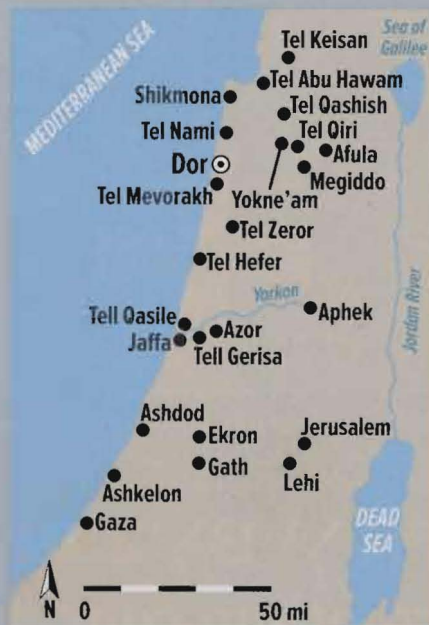 MEDITERRANEAN SEA
Sea of
Galilee
Tel Keisan
Tel Abu Hawam
Shikmona
Tel Qashish
Tel Nami
Tel Qiri
Afula
Dor
Megiddo
Tel Mevorakh
Yokne'am
Tel Zeror
Tel Hefer
Jordan River
Yarkon
Aphek
Tell Qasile
Azor
Jaffa
Tell Gerisa
Ashdod
Ekron
Jerusalem
Gath
Lehi
Ashkelon
DEAD
SEA
Gaza
N
0
50 mi